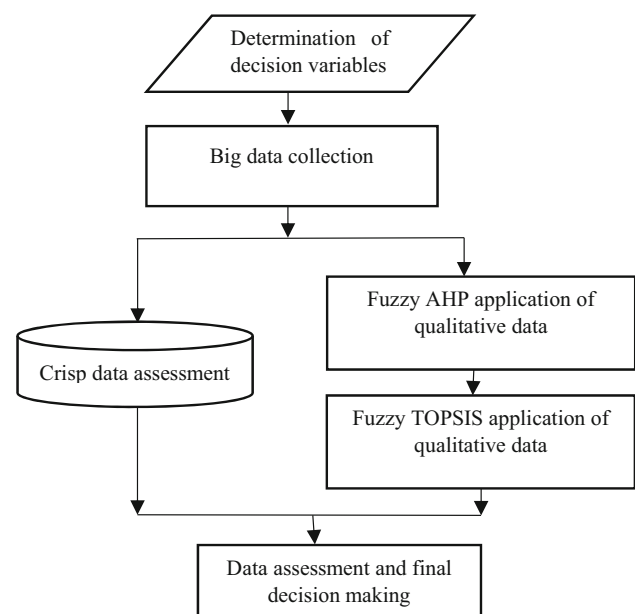 Determination of
decision variables
Big data collection
Fuzzy AHP application of
qualitative data
Crisp data assessment
Fuzzy TOPSIS application of
qualitative data
Data assessment and final
decision making